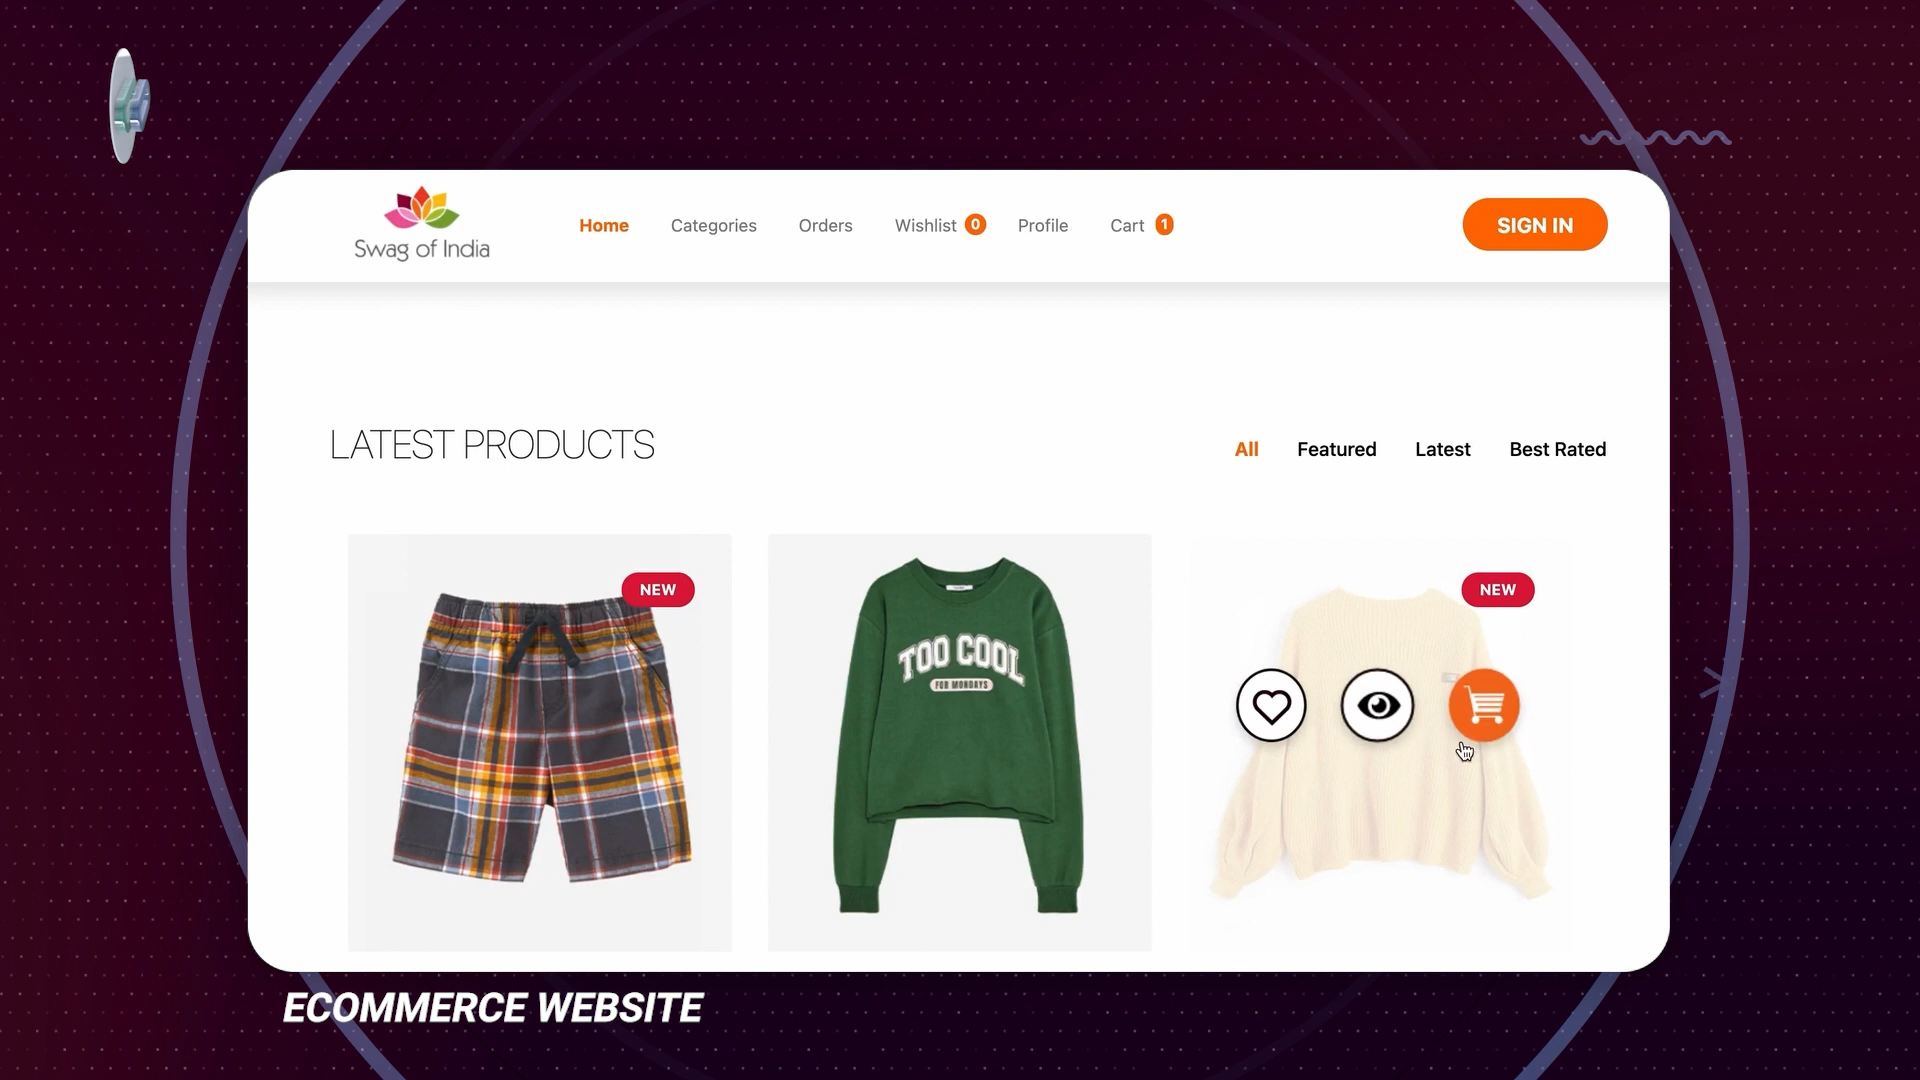 Swag of India
Home Categories Orders Wishlist 0 Profile Cart 1
SIGN IN
LATEST PRODUCTS
All Featured Latest Best Rated
NEW
TOO COOL
FOR MONDAYS
NEW
ECOMMERCE WEBSITE